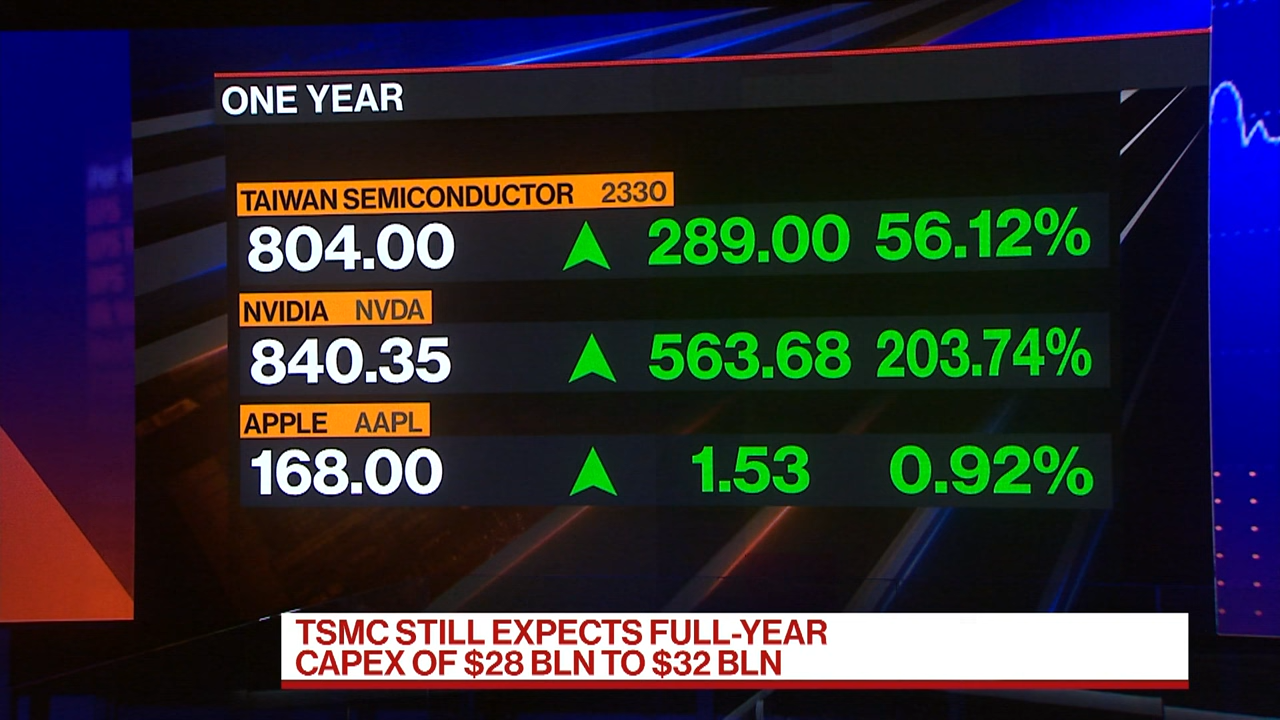 ONE YEAR
TAIWAN SEMICONDUCTOR 2330
804.00 ▲ 289.00 56.12%
NVIDIA NVDA
840.35 ▲ 563.68 203.74%
APPLE AAPL
168.00 ▲ 1.53 0.92%
TSMC STILL EXPECTS FULL-YEAR
CAPEX OF $28 BLN TO $32 BLN